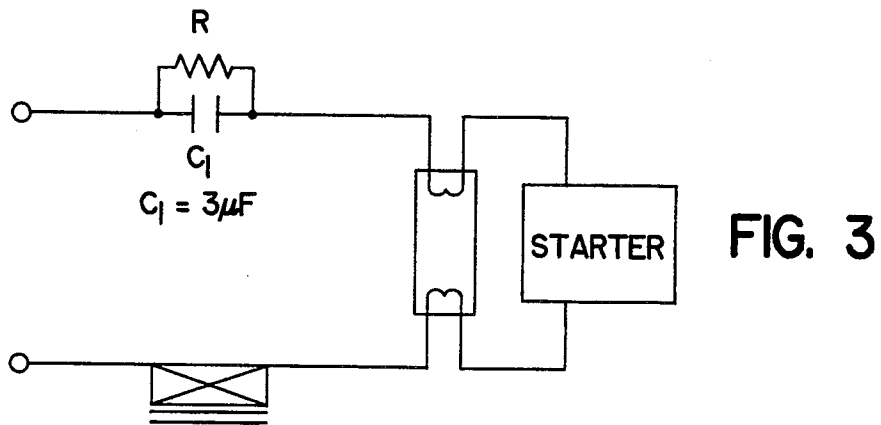 R
C₁
C₁ = 3μF
STARTER
FIG. 3